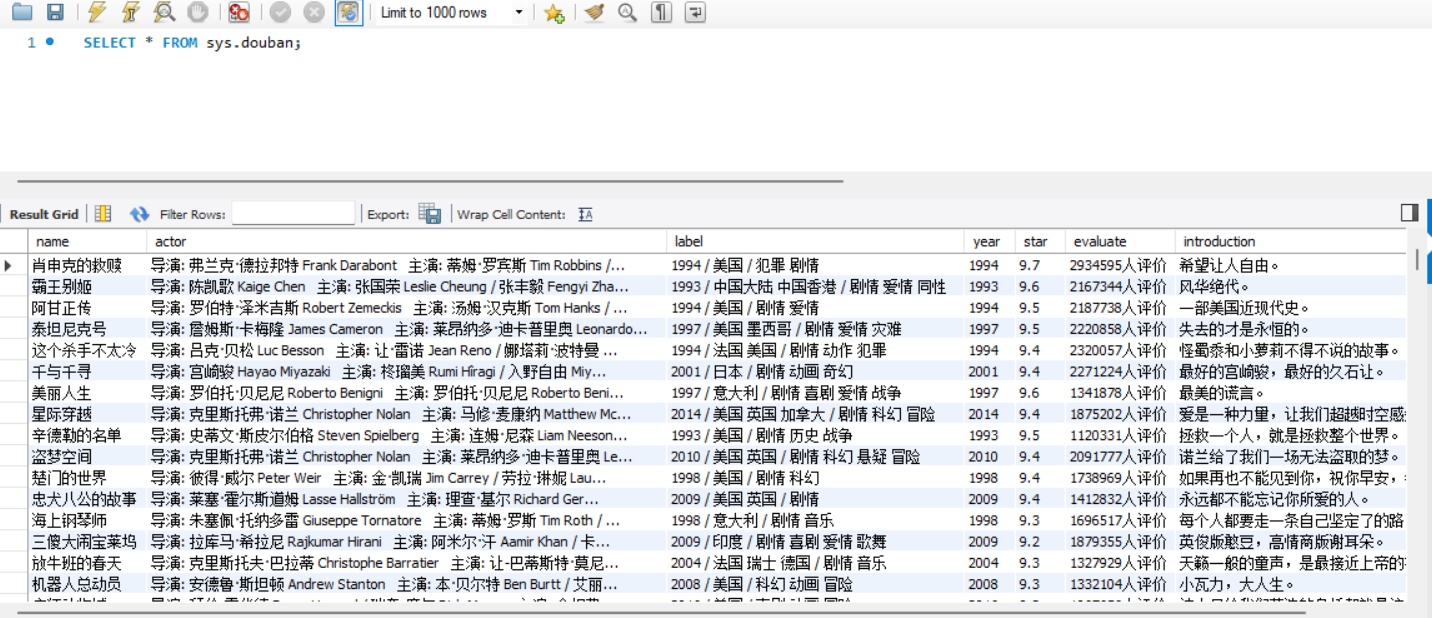 Limit to 1000 rows
1 SELECT * FROM sys.douban;
Result Grid Filter Rows: Export: Wrap Cell Content:
name actor label year star evaluate introduction
肖申克的救赎 导演: 弗兰克·德拉邦特 Frank Darabont 主演: 蒂姆·罗宾斯 Tim Robbins /... 1994 / 美国 / 犯罪 剧情 1994 9.7 2934595人评价 希望让人自由。
霸王别姬 导演: 陈凯歌 Kaige Chen 主演: 张国荣 Leslie Cheung / 张丰毅 Fengyi Zha... 1993 / 中国大陆 中国香港 / 剧情 爱情 同性 1993 9.6 2167344人评价 风华绝代。
阿甘正传 导演: 罗伯特·泽米吉斯 Robert Zemeckis 主演: 汤姆·汉克斯 Tom Hanks / ... 1994 / 美国 / 剧情 爱情 1994 9.5 2187738人评价 一部美国近现代史。
泰坦尼克号 导演: 詹姆斯·卡梅隆 James Cameron 主演: 莱昂纳多·迪卡普里奥 Leonardo... 1997 / 美国 墨西哥 / 剧情 爱情 灾难 1997 9.5 2220858人评价 失去的才是永恒的。
这个杀手不太冷 导演: 吕克·贝松 Luc Besson 主演: 让·雷诺 Jean Reno / 娜塔莉·波特曼 ... 1994 / 法国 美国 / 剧情 动作 犯罪 1994 9.4 2320057人评价 怪蜀黍和小萝莉不得不说的故事。
千与千寻 导演: 宫崎骏 Hayao Miyazaki 主演: 柊瑠美 Rumi Hîragi / 入野自由 Miy... 2001 / 日本 / 剧情 动画 奇幻 2001 9.4 2271224人评价 最好的宫崎骏，最好的久石让。
美丽人生 导演: 罗伯托·贝尼尼 Roberto Benigni 主演: 罗伯托·贝尼尼 Roberto Beni... 1997 / 意大利 / 剧情 喜剧 爱情 战争 1997 9.6 1341878人评价 最美的谎言。
星际穿越 导演: 克里斯托弗·诺兰 Christopher Nolan 主演: 马修·麦康纳 Matthew Mc... 2014 / 美国 英国 加拿大 / 剧情 科幻 冒险 2014 9.4 1875202人评价 爱是一种力量，让我们超越时空感
辛德勒的名单 导演: 史蒂文·斯皮尔伯格 Steven Spielberg 主演: 连姆·尼森 Liam Neeson... 1993 / 美国 / 剧情 历史 战争 1993 9.5 1120331人评价 拯救一个人，就是拯救整个世界。
盗梦空间 导演: 克里斯托弗·诺兰 Christopher Nolan 主演: 莱昂纳多·迪卡普里奥 Le... 2010 / 美国 英国 / 剧情 科幻 悬疑 冒险 2010 9.4 2091777人评价 诺兰给了我们一场无法盗取的梦。
楚门的世界 导演: 彼得·威尔 Peter Weir 主演: 金·凯瑞 Jim Carrey / 劳拉·琳妮 Lau... 1998 / 美国 / 剧情 科幻 1998 9.4 1738969人评价 如果再也不能见到你，祝你早安，
忠犬八公的故事 导演: 莱塞·霍尔斯道姆 Lasse Hallström 主演: 理查·基尔 Richard Ger... 2009 / 美国 英国 / 剧情 2009 9.4 1412832人评价 永远都不能忘记你所爱的人。
海上钢琴师 导演: 朱塞佩·托纳多雷 Giuseppe Tornatore 主演: 蒂姆·罗斯 Tim Roth / ... 1998 / 意大利 / 剧情 音乐 1998 9.3 1696517人评价 每个人都要走一条自己坚定了的路
三傻大闹宝莱坞 导演: 拉库马·希拉尼 Rajkumar Hirani 主演: 阿米尔·汗 Aamir Khan / 卡... 2009 / 印度 / 剧情 喜剧 爱情 歌舞 2009 9.2 1879355人评价 英俊版憨豆，高情商版谢耳朵。
放牛班的春天 导演: 克里斯托夫·巴拉蒂 Christophe Barratier 主演: 让-巴蒂斯特·莫尼... 2004 / 法国 瑞士 德国 / 剧情 音乐 2004 9.3 1327929人评价 天籁一般的童声，是最接近上帝的
机器人总动员 导演: 安德鲁·斯坦顿 Andrew Stanton 主演: 本·贝尔特 Ben Burtt / 艾丽... 2008 / 美国 / 科幻 动画 冒险 2008 9.3 1332104人评价 小瓦力，大人生。